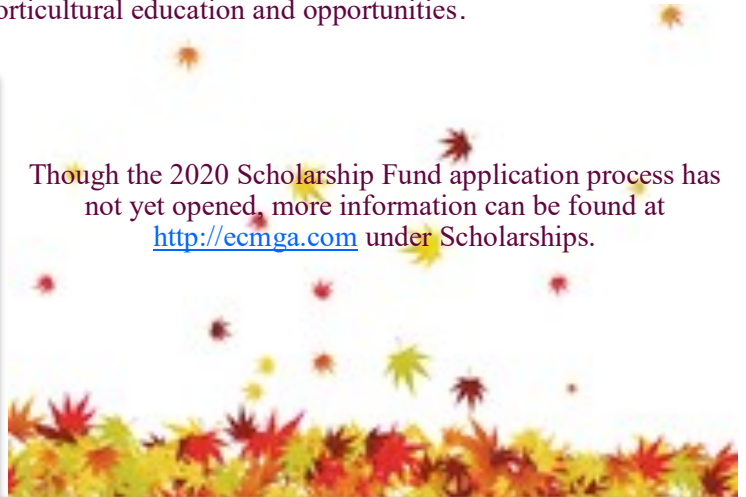 orticultural education and opportunities.
Though the 2020 Scholarship Fund application process has
not yet opened, more information can be found at
http://ecmga.com under Scholarships.